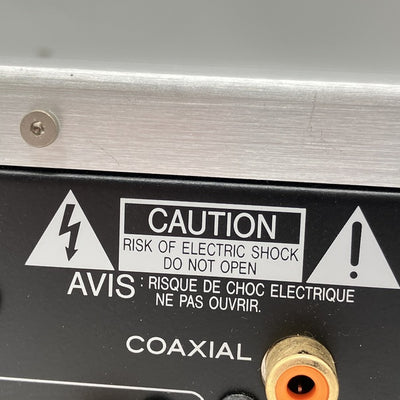 CAUTION
RISK OF ELECTRIC SHOCK
DO NOT OPEN
AVIS : RISQUE DE CHOC ELECTRIQUE
NE PAS OUVRIR.
COAXIAL